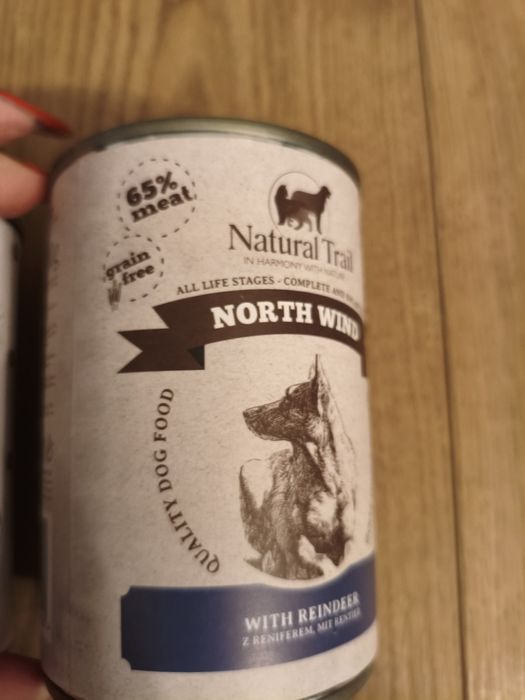 65%
meat
grain
free
Natural Trail
IN HARMONY WITH NATURE
ALL LIFE STAGES - COMPLETE AND
NORTH WIND
QUALITY DOG FOOD
WITH REINDEER
Z RENIFEREM, MIT RENTIER